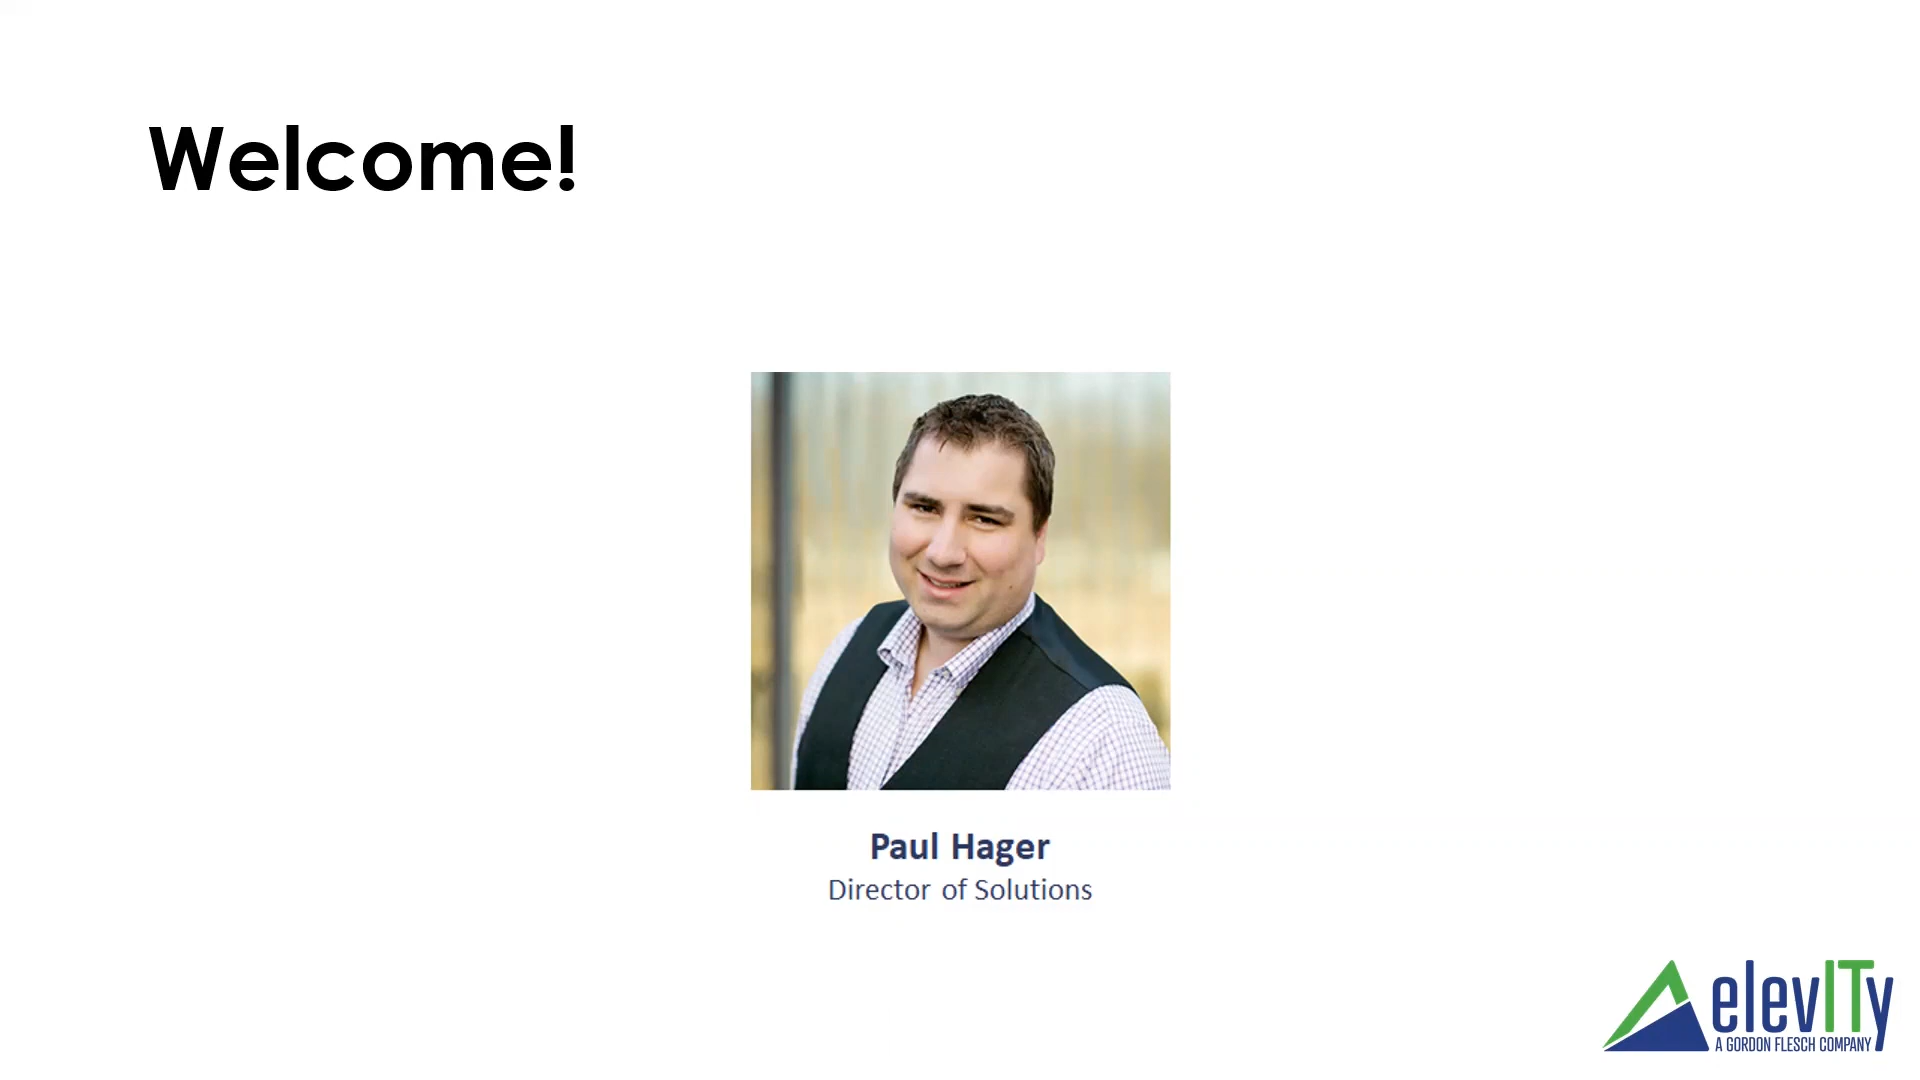 Welcome!
Paul Hager
Director of Solutions
elevITy
A GORDON FLESCH COMPANY